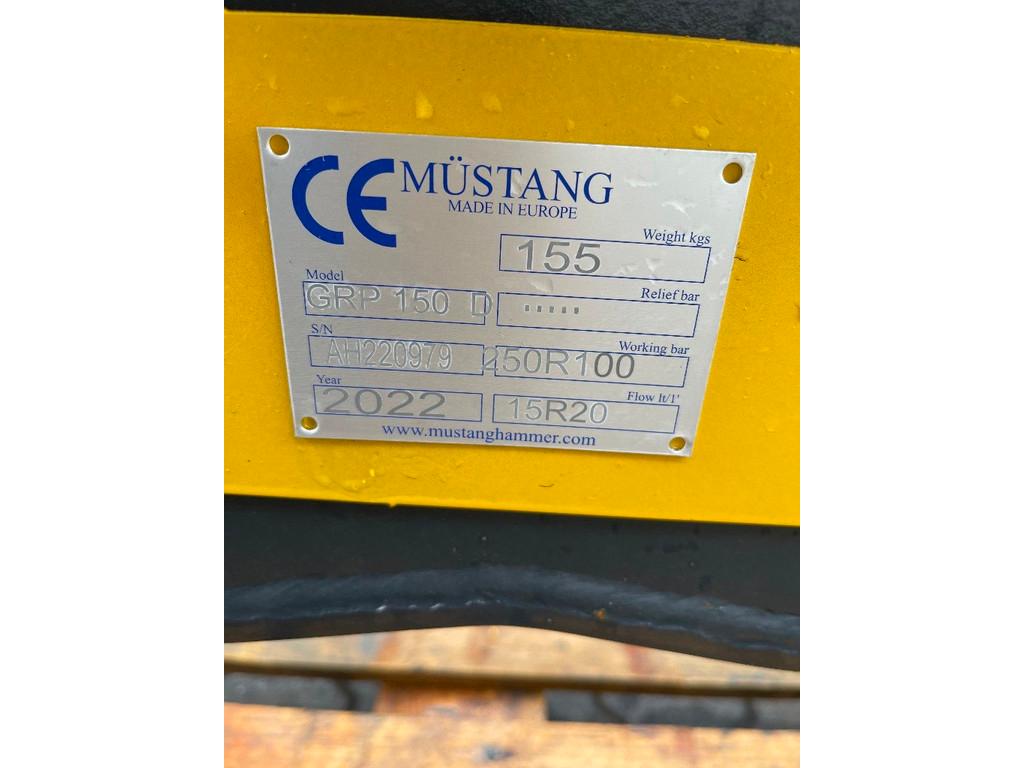 CE MÜSTANG
MADE IN EUROPE
Weight kgs
155
Model
GRP 150 D
Relief bar
.....
S/N
AH220979
Working bar
250R100
Year
2022
Flow lt/1'
15R20
www.mustanghammer.com